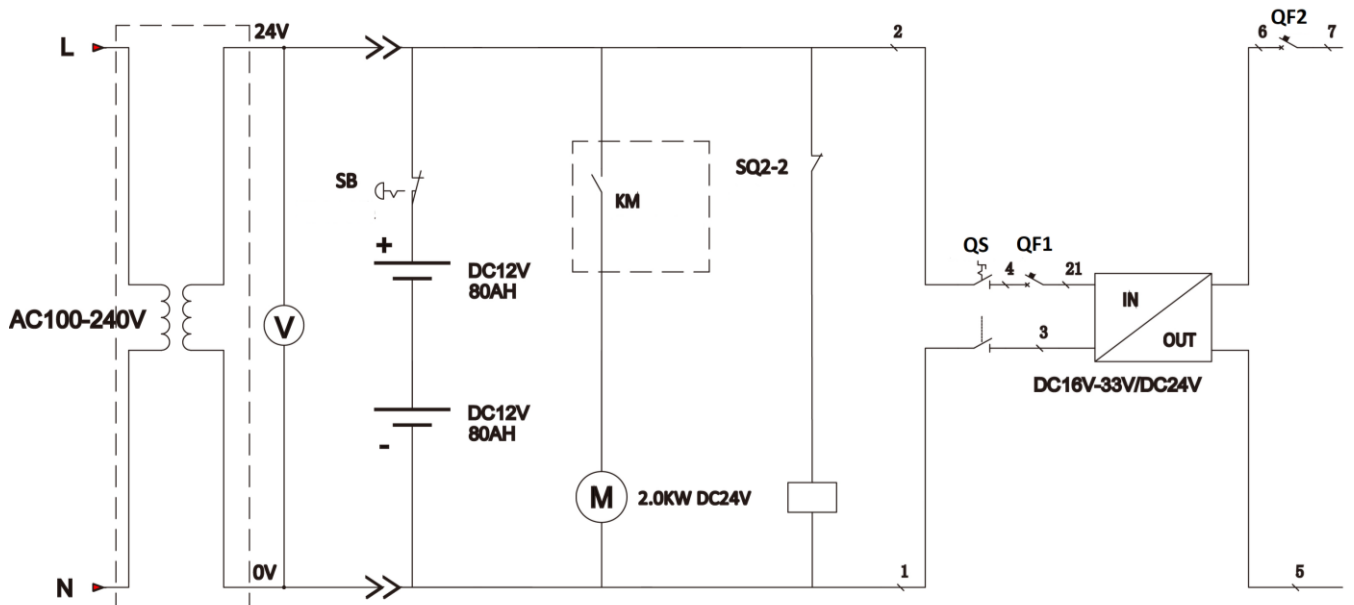 L
24V
2
6
QF2
7
SB
KM
SQ2-2
+
DC12V
80AH
QS
4
QF1
21
AC100-240V
V
IN
OUT
3
DC16V-33V/DC24V
DC12V
80AH
-
M
2.0KW DC24V
N
0V
1
5